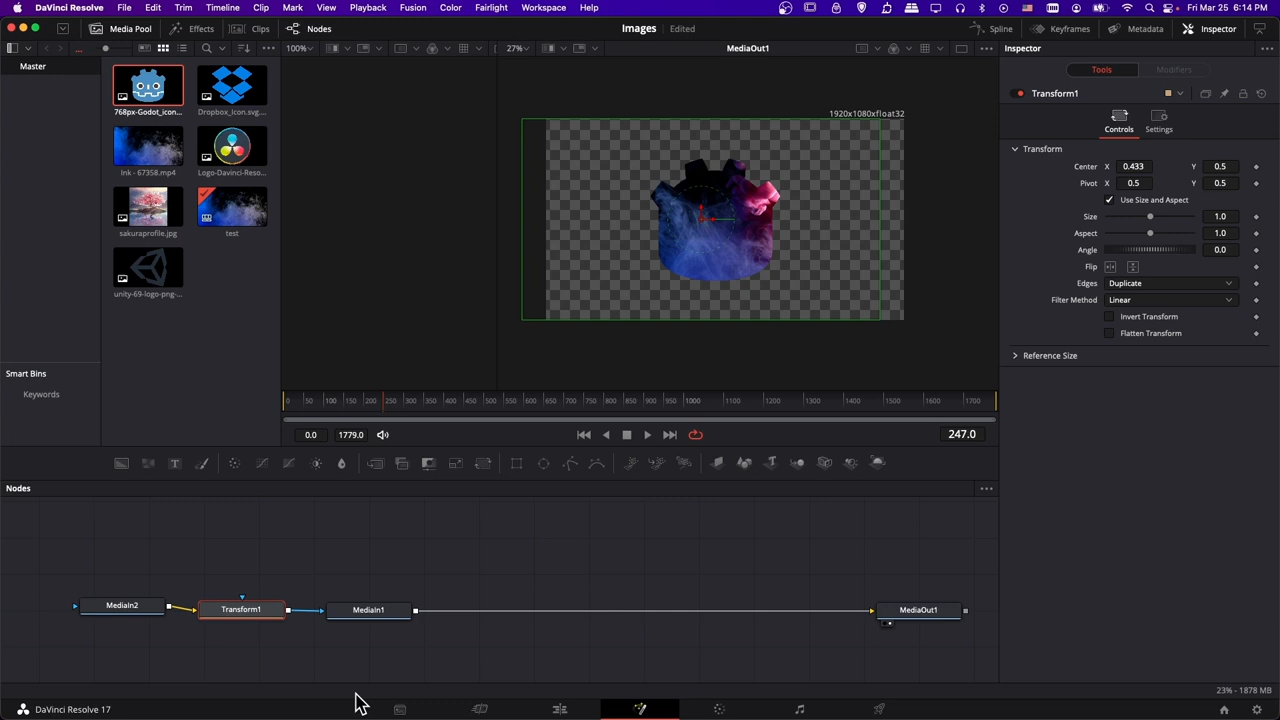 DaVinci Resolve File Edit Trim Timeline Clip Mark View Playback Fusion Color Fairlight Workspace Help Fri Mar 25 6:14 PM
Media Pool Effects Clips Nodes Images Edited Spline Keyframes Metadata Inspector
100% 27% MediaOut1 Inspector
Master
768px-Godot_icon... Dropbox_Icon.svg....
Ink - 67358.mp4 Logo-Davinci-Reso...
sakuraprofile.jpg test
unity-69-logo-png-...
Smart Bins
Keywords
1920x1080xfloat32
Tools Modifiers
Transform1
Controls Settings
Transform
Center X 0.433 Y 0.5
Pivot X 0.5 Y 0.5
Use Size and Aspect
Size 1.0
Aspect 1.0
Angle 0.0
Flip
Edges Duplicate
Filter Method Linear
Invert Transform
Flatten Transform
Reference Size
0 50 100 150 200 250 300 350 400 450 500 550 600 650 700 750 800 850 900 950 1000 1100 1200 1300 1400 1500 1600 1700
0.0 1779.0 247.0
Nodes
MediaIn2 Transform1 MediaIn1 MediaOut1
23% - 1878 MB
DaVinci Resolve 17